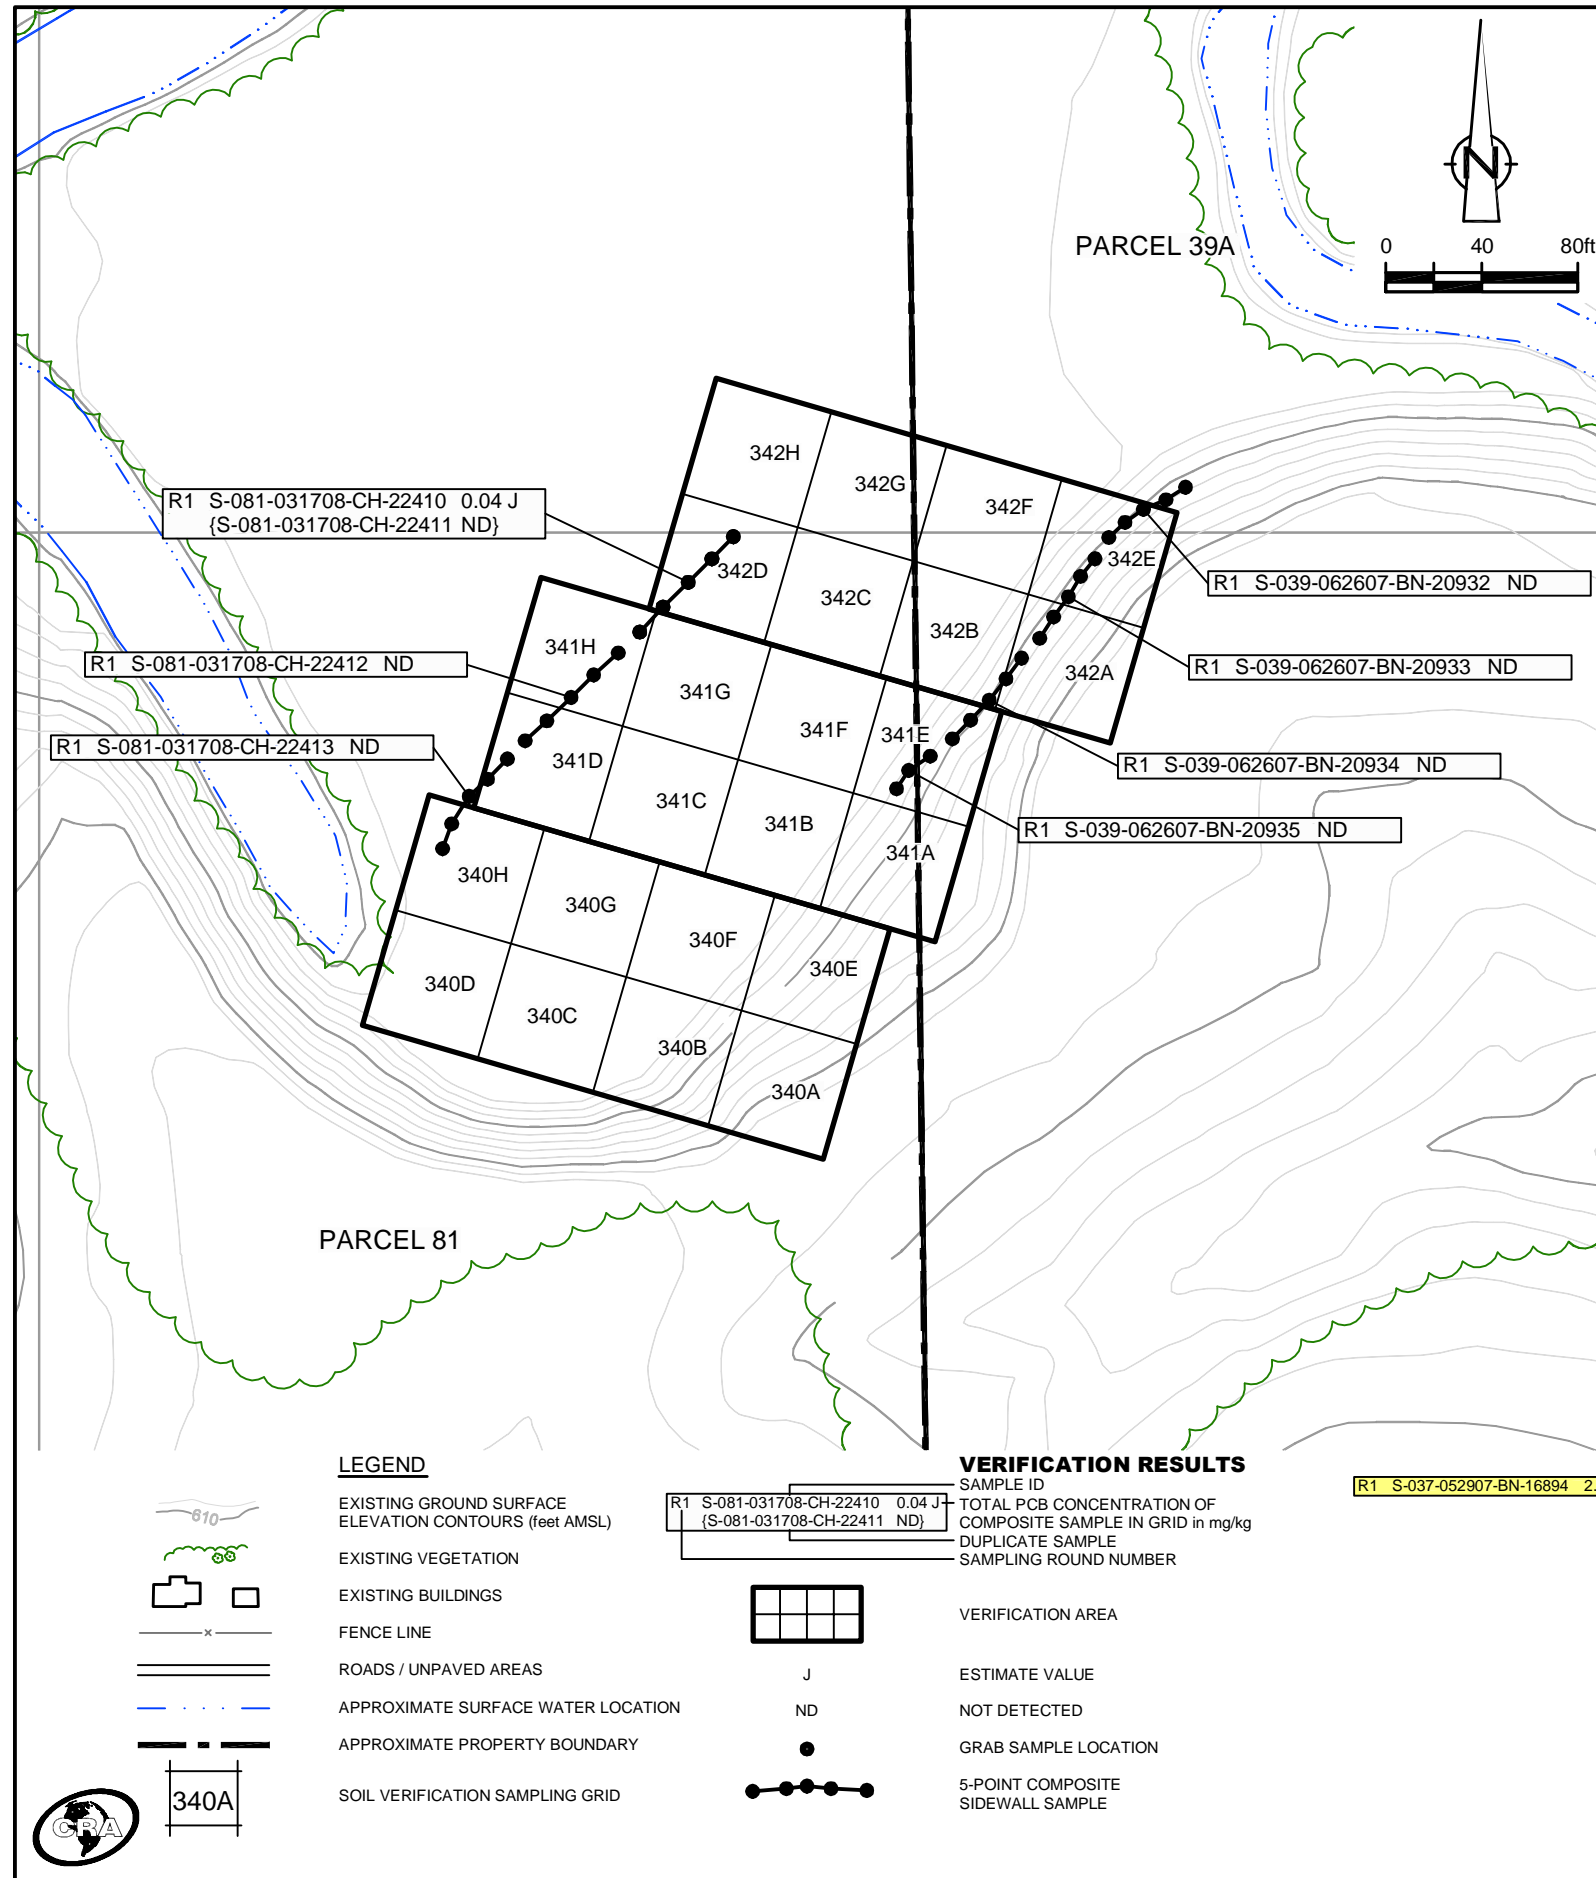 N
PARCEL 39A
0 40 80ft
342H
342G
342F
R1 S-081-031708-CH-22410 0.04 J
{S-081-031708-CH-22411 ND}
342E
342D
R1 S-039-062607-BN-20932 ND
342C
342B
341H
R1 S-081-031708-CH-22412 ND
R1 S-039-062607-BN-20933 ND
342A
341G
341F
341E
R1 S-081-031708-CH-22413 ND
341D
R1 S-039-062607-BN-20934 ND
341C
341B
R1 S-039-062607-BN-20935 ND
341A
340H
340G
340F
340E
340D
340C
340B
340A
PARCEL 81
LEGEND
610
EXISTING GROUND SURFACE
ELEVATION CONTOURS (feet AMSL)
EXISTING VEGETATION
EXISTING BUILDINGS
x
FENCE LINE
ROADS / UNPAVED AREAS
APPROXIMATE SURFACE WATER LOCATION
APPROXIMATE PROPERTY BOUNDARY
340A
SOIL VERIFICATION SAMPLING GRID
CRA
VERIFICATION RESULTS
R1 S-081-031708-CH-22410 0.04 J
{S-081-031708-CH-22411 ND}
SAMPLE ID
TOTAL PCB CONCENTRATION OF
COMPOSITE SAMPLE IN GRID in mg/kg
DUPLICATE SAMPLE
SAMPLING ROUND NUMBER
VERIFICATION AREA
J ESTIMATE VALUE
ND NOT DETECTED
GRAB SAMPLE LOCATION
5-POINT COMPOSITE
SIDEWALL SAMPLE
R1 S-037-052907-BN-16894 2.